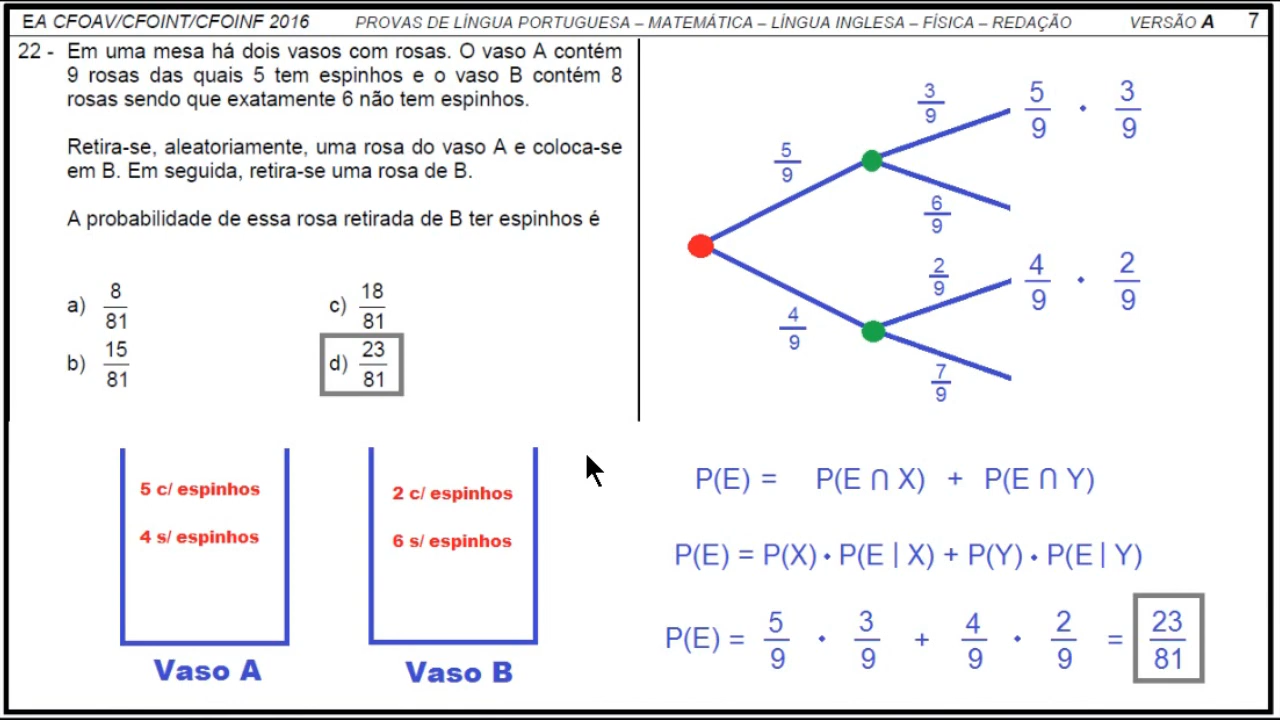 EA CFOAV/CFOINT/CFOINF 2016 PROVAS DE LÍNGUA PORTUGUESA – MATEMÁTICA – LÍNGUA INGLESA – FÍSICA – REDAÇÃO VERSÃO A 7
22 - Em uma mesa há dois vasos com rosas. O vaso A contém
9 rosas das quais 5 tem espinhos e o vaso B contém 8
rosas sendo que exatamente 6 não tem espinhos.
Retira-se, aleatoriamente, uma rosa do vaso A e coloca-se
em B. Em seguida, retira-se uma rosa de B.
A probabilidade de essa rosa retirada de B ter espinhos é
a) 8/81
c) 18/81
b) 15/81
d) 23/81
5/9
3/9
5/9 · 3/9
6/9
4/9
2/9
4/9 · 2/9
7/9
5 c/ espinhos
4 s/ espinhos
Vaso A
2 c/ espinhos
6 s/ espinhos
Vaso B
P(E) = P(E ∩ X) + P(E ∩ Y)
P(E) = P(X) · P(E | X) + P(Y) · P(E | Y)
P(E) = 5/9 · 3/9 + 4/9 · 2/9 = 23/81